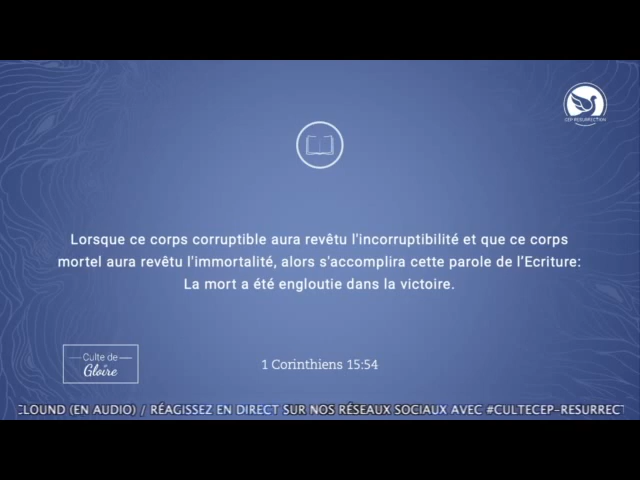 CEP RESURRECTION
Lorsque ce corps corruptible aura revêtu l'incorruptibilité et que ce corps
mortel aura revêtu l'immortalité, alors s'accomplira cette parole de l’Ecriture:
La mort a été engloutie dans la victoire.
Culte de
Gloire
1 Corinthiens 15:54
CLOUND (EN AUDIO) / RÉAGISSEZ EN DIRECT SUR NOS RÉSEAUX SOCIAUX AVEC #CULTECEP-RESURRECT